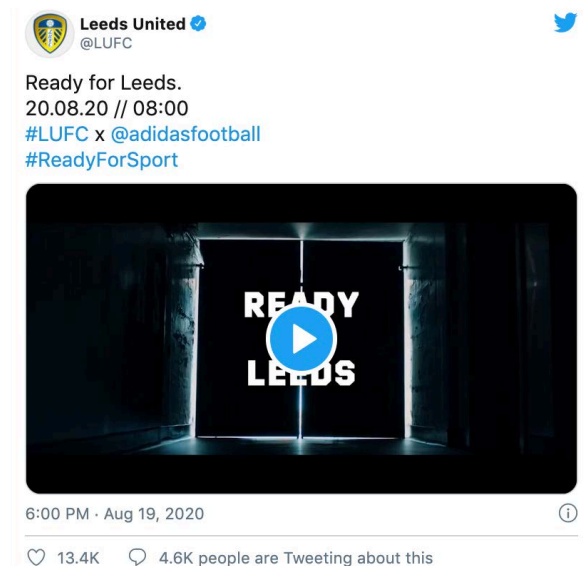 Leeds United
@LUFC
Ready for Leeds.
20.08.20 // 08:00
#LUFC x @adidasfootball
#ReadyForSport
READY
LEEDS
6:00 PM · Aug 19, 2020
13.4K 4.6K people are Tweeting about this